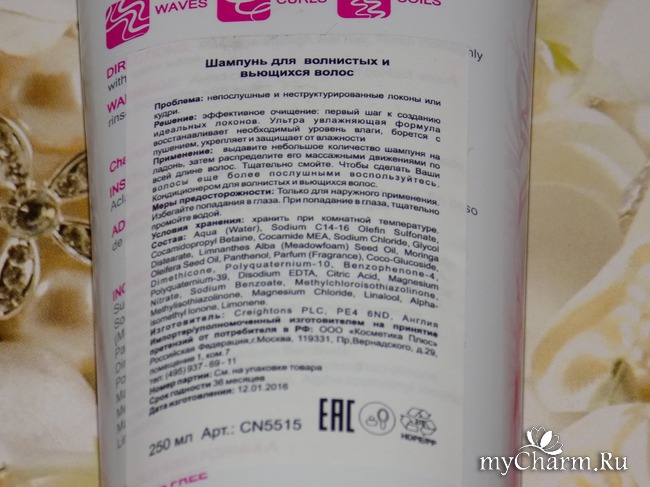 WAVES
CURLS
COILS
Шампунь для волнистых и
вьющихся волос
DIR
with
WAR
rins
Проблема: непослушные и неструктурированные локоны или
кудри.
Решение: эффективное очищение: первый шаг к созданию
идеальных локонов. Ультра увлажняющая формула
восстанавливает необходимый уровень влаги, борется с
пушением, укрепляет и защищает от влажности
Применение: выдавите небольшое количество шампуня на
ладонь, затем распределите его массажными движениями по
всей длине волос. Тщательно смойте. Чтобы сделать Ваши
волосы еще более послушными воспользуйтесь.
Кондиционером для волнистых и вьющихся волос.
Меры предосторожности: Только для наружного применения.
Избегайте попадания в глаза. При попадание в глаза, тщательно
промойте водой.
Условия хранения: хранить при комнатной температуре.
Состав: Aqua (Water), Sodium C14-16 Olefin Sulfonate,
Cocamidopropyl Betaine, Cocamide MEA, Sodium Chloride, Glycol
Distearate, Limnanthes Alba (Meadowfoam) Seed Oil, Moringa
Oleifera Seed Oil, Panthenol, Parfum (Fragrance), Coco-Glucoside,
Dimethicone, Polyquaternium-10, Benzophenone-4,
Polyquaternium-39, Disodium EDTA, Citric Acid, Magnesium
Nitrate, Sodium Benzoate, Methylchloroisothiazolinone,
Methylisothiazolinone, Magnesium Chloride, Linalool, Alpha-
isomethyl Ionone, Limonene.
Изготовитель: Creightons PLC, PE4 6ND, Англия
Импортер/уполномоченный изготовителем на принятие
претензий от потребителя в РФ: ООО «Косметика Плюс»
Российская Федерация,г.Москва, 119331, Пр.Вернадского, д.29,
помещение 1, ком.7
тел: (495) 937-69-11
Номер партии: См. на упаковке товара
Срок годности: 36 месяцев
Дата изготовления: 12.01.2016
250 мл Арт.: CN5515
EAC
HDPE/PP
FREE
myCharm.Ru